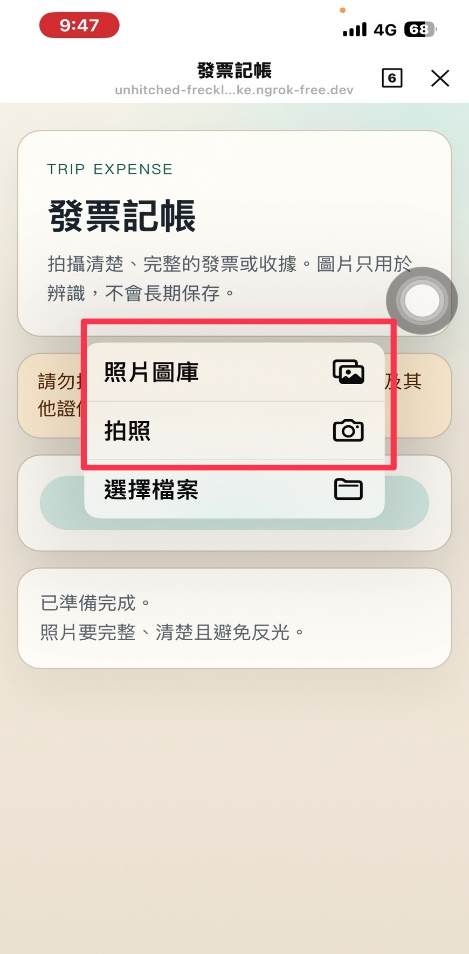 9:47
4G 68
發票記帳
unhitched-freckl...ke.ngrok-free.dev
6
TRIP EXPENSE
發票記帳
拍攝清楚、完整的發票或收據。圖片只用於
辨識，不會長期保存。
請勿
及其
他證
照片圖庫
拍照
選擇檔案
已準備完成。
照片要完整、清楚且避免反光。